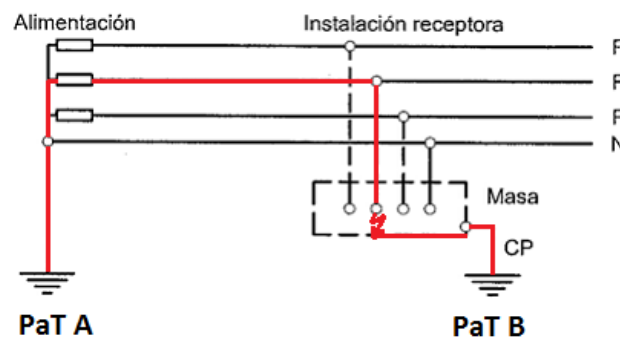 Alimentación
Instalación receptora
F
F
F
N
Masa
CP
PaT A
PaT B